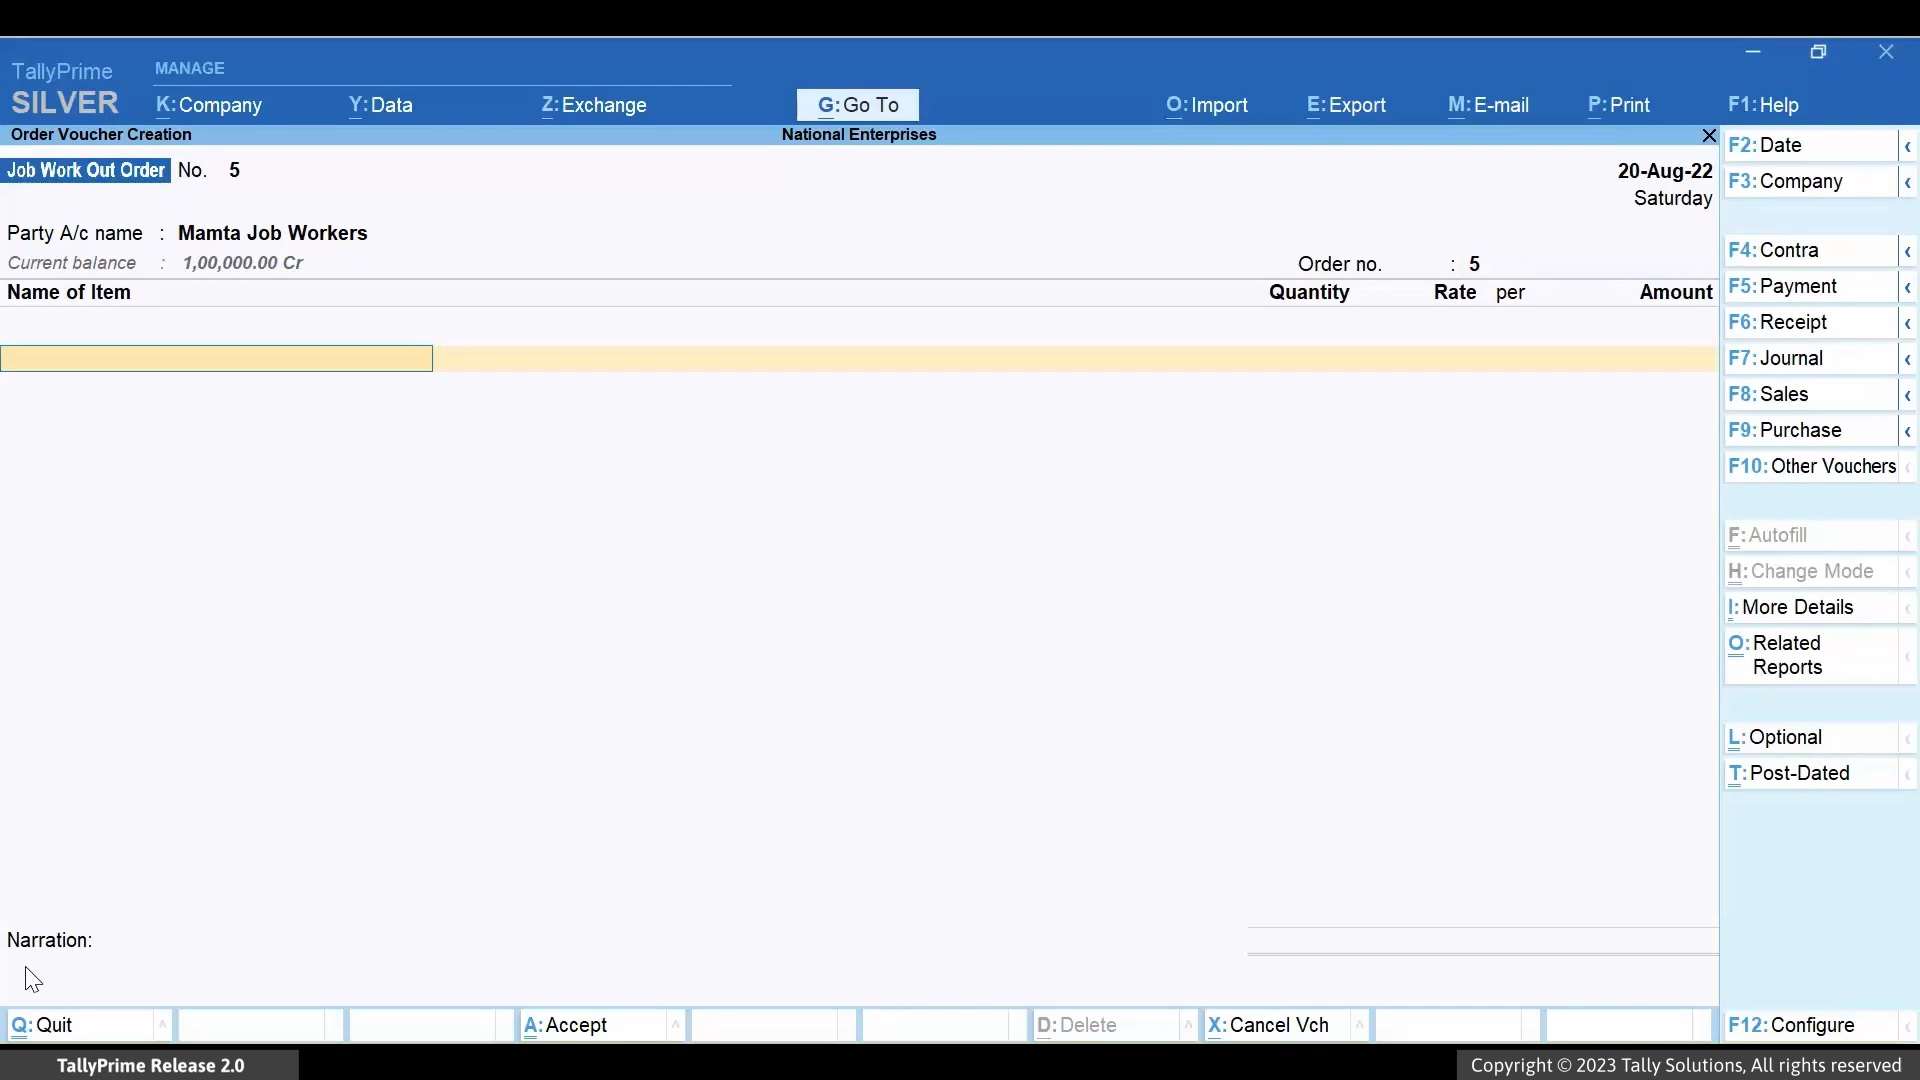 TallyPrime
SILVER
MANAGE
K:Company
Y:Data
Z:Exchange
G:Go To
O:Import
E:Export
M:E-mail
P:Print
F1:Help
Order Voucher Creation
National Enterprises
Job Work Out Order No. 5
20-Aug-22
Saturday
Party A/c name : Mamta Job Workers
Current balance : 1,00,000.00 Cr
Order no. : 5
Name of Item Quantity Rate per Amount
Narration:
F2:Date
F3:Company
F4:Contra
F5:Payment
F6:Receipt
F7:Journal
F8:Sales
F9:Purchase
F10:Other Vouchers
F:Autofill
H:Change Mode
I:More Details
O:Related
Reports
L:Optional
T:Post-Dated
Q:Quit
A:Accept
D:Delete
X:Cancel Vch
F12:Configure
TallyPrime Release 2.0
Copyright © 2023 Tally Solutions, All rights reserved